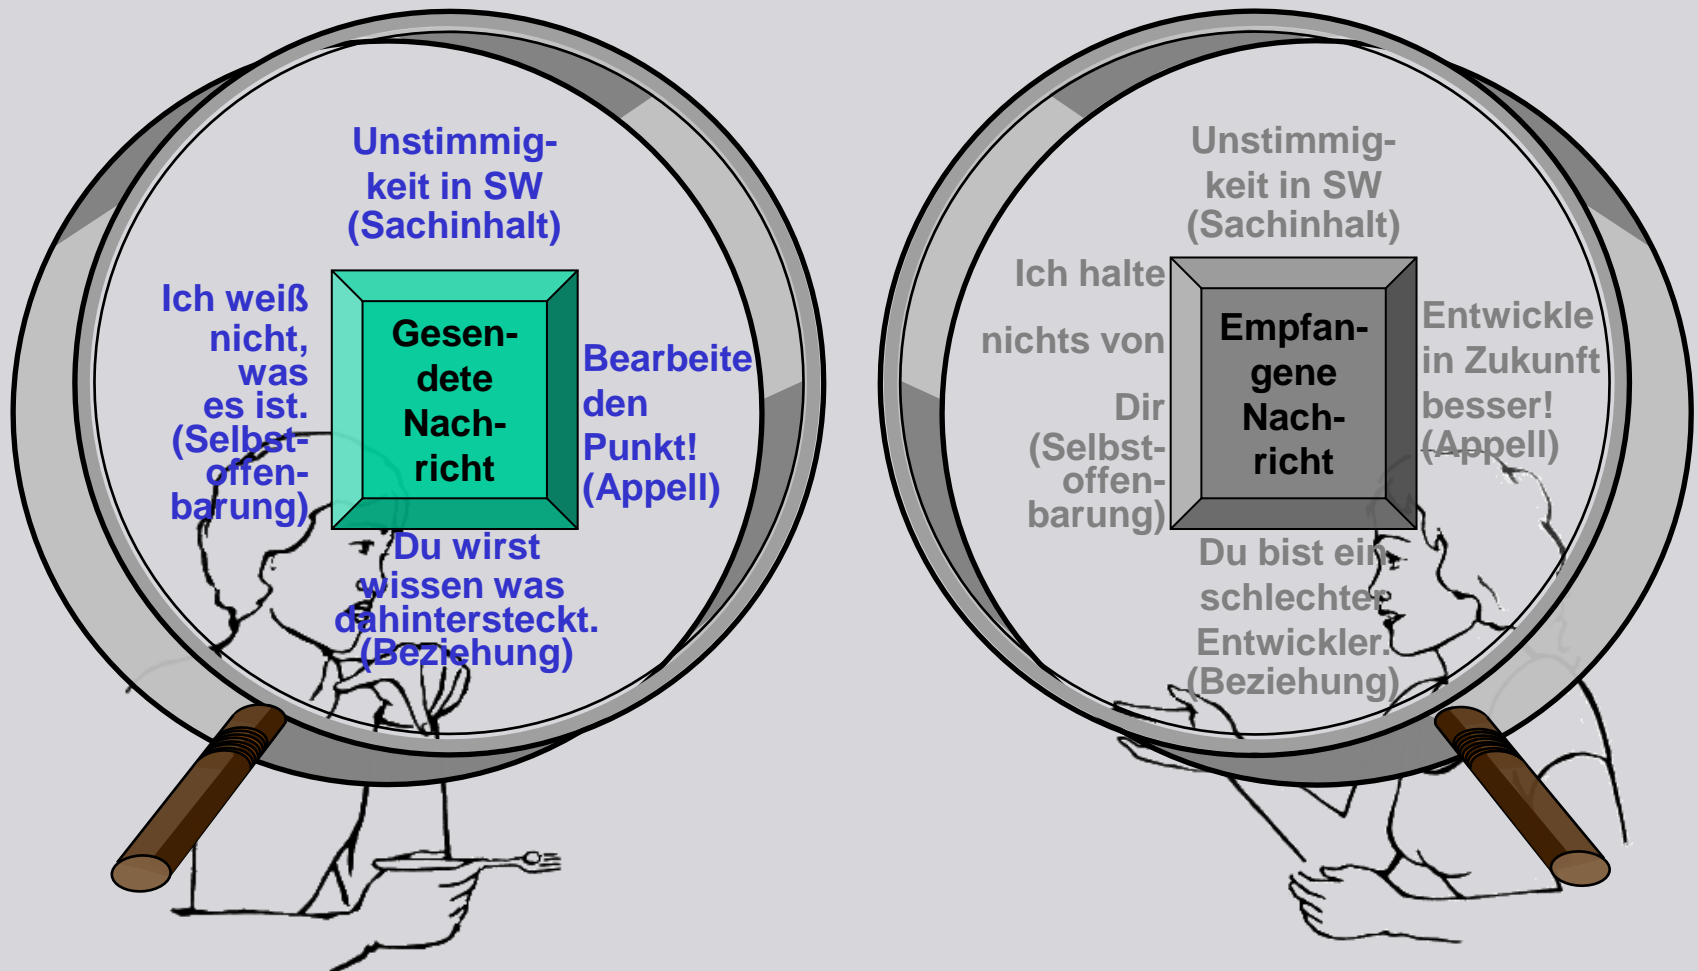 Unstimmig-
keit in SW
(Sachinhalt)
Ich weiß
nicht,
was
es ist.
(Selbst-
offen-
barung)
Gesen-
dete
Nach-
richt
Bearbeite
den
Punkt!
(Appell)
Du wirst
wissen was
dahintersteckt.
(Beziehung)
Unstimmig-
keit in SW
(Sachinhalt)
Ich halte
nichts von
Dir
(Selbst-
offen-
barung)
Empfan-
gene
Nach-
richt
Entwickle
in Zukunft
besser!
(Appell)
Du bist ein
schlechter
Entwickler.
(Beziehung)